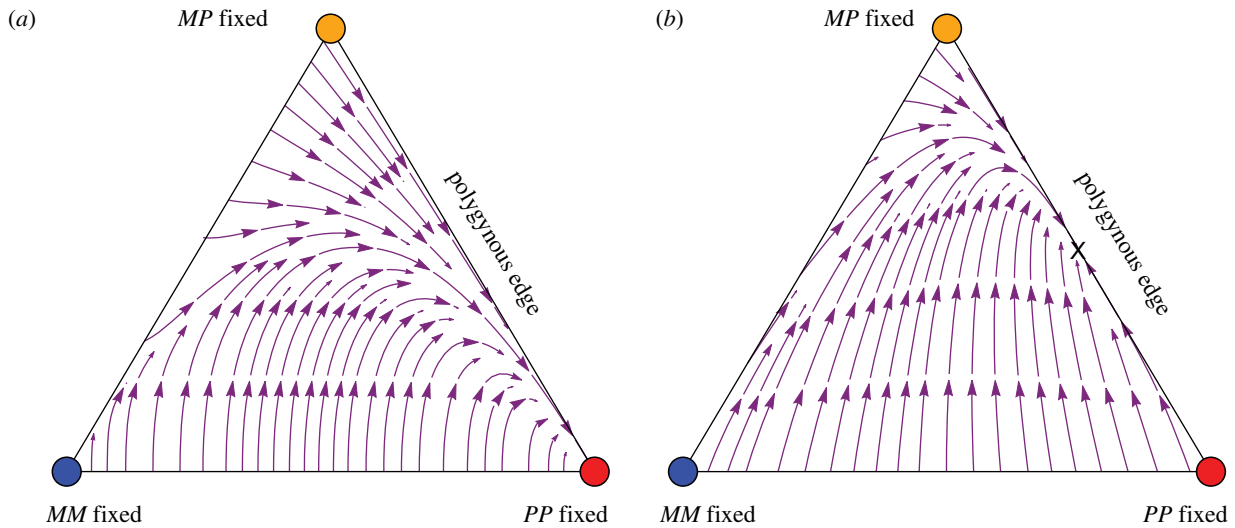 (a)
MP fixed
polygynous edge
MM fixed
PP fixed
(b)
MP fixed
polygynous edge
X
MM fixed
PP fixed